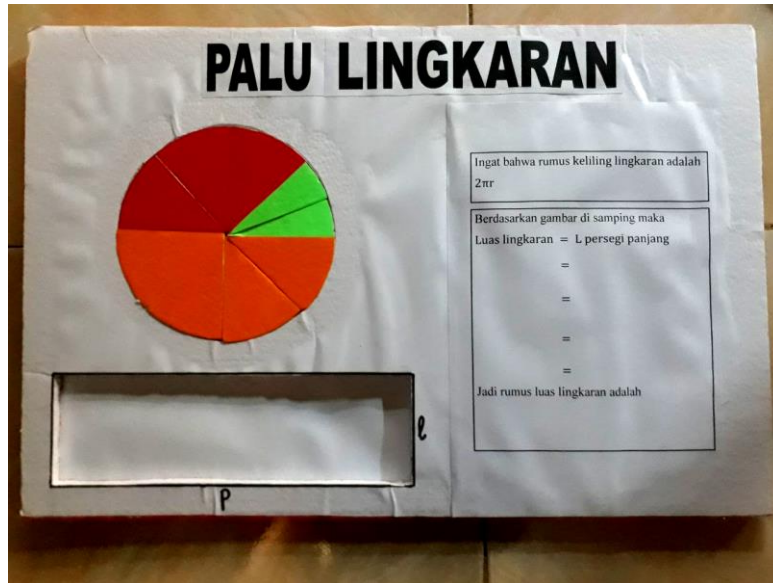 PALU LINGKARAN
Ingat bahwa rumus keliling lingkaran adalah
2πr
Berdasarkan gambar di samping maka
Luas lingkaran = L persegi panjang
=
=
=
=
Jadi rumus luas lingkaran adalah
ℓ
p